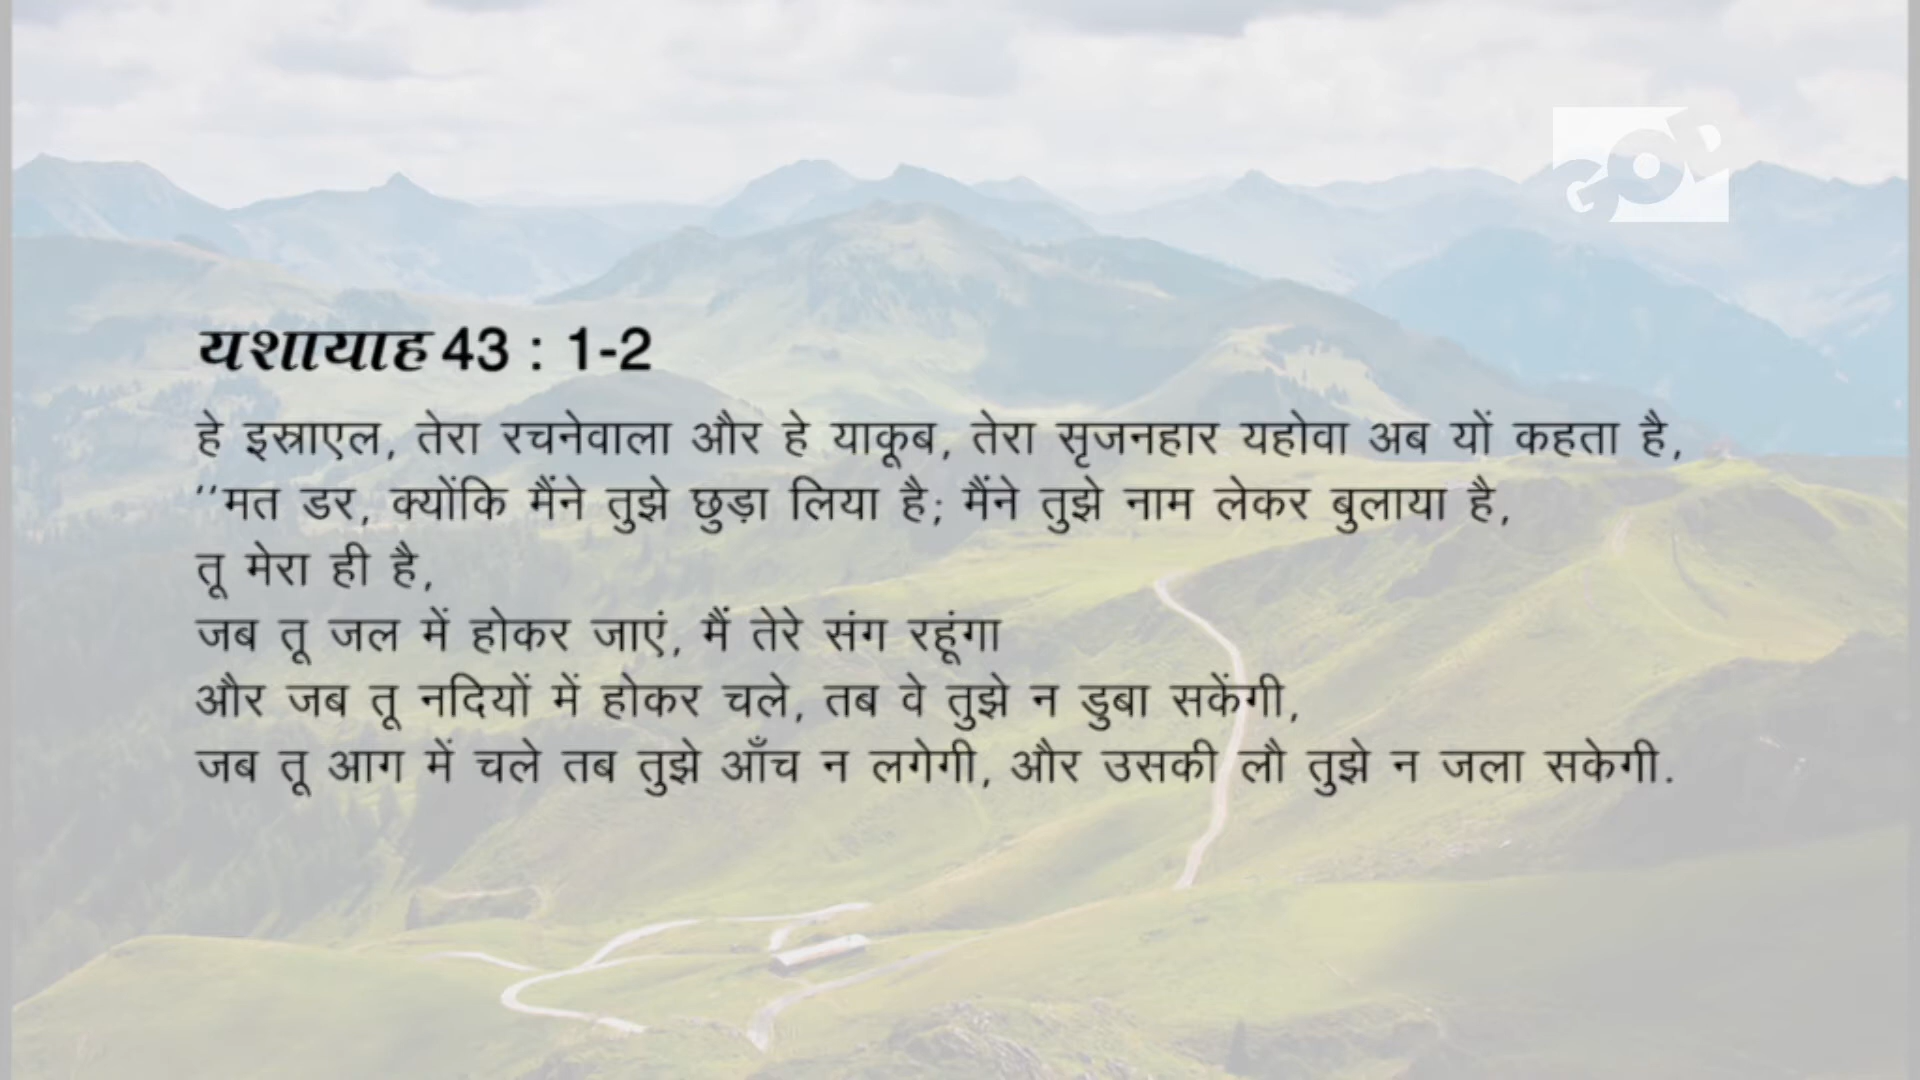 यशायाह 43 : 1-2
हे इस्राएल, तेरा रचनेवाला और हे याकूब, तेरा सृजनहार यहोवा अब यों कहता है,
''मत डर, क्योंकि मैंने तुझे छुड़ा लिया है; मैंने तुझे नाम लेकर बुलाया है,
तू मेरा ही है,
जब तू जल में होकर जाएं, मैं तेरे संग रहूंगा
और जब तू नदियों में होकर चले, तब वे तुझे न डुबा सकेंगी,
जब तू आग में चले तब तुझे आँच न लगेगी, और उसकी लौ तुझे न जला सकेगी.